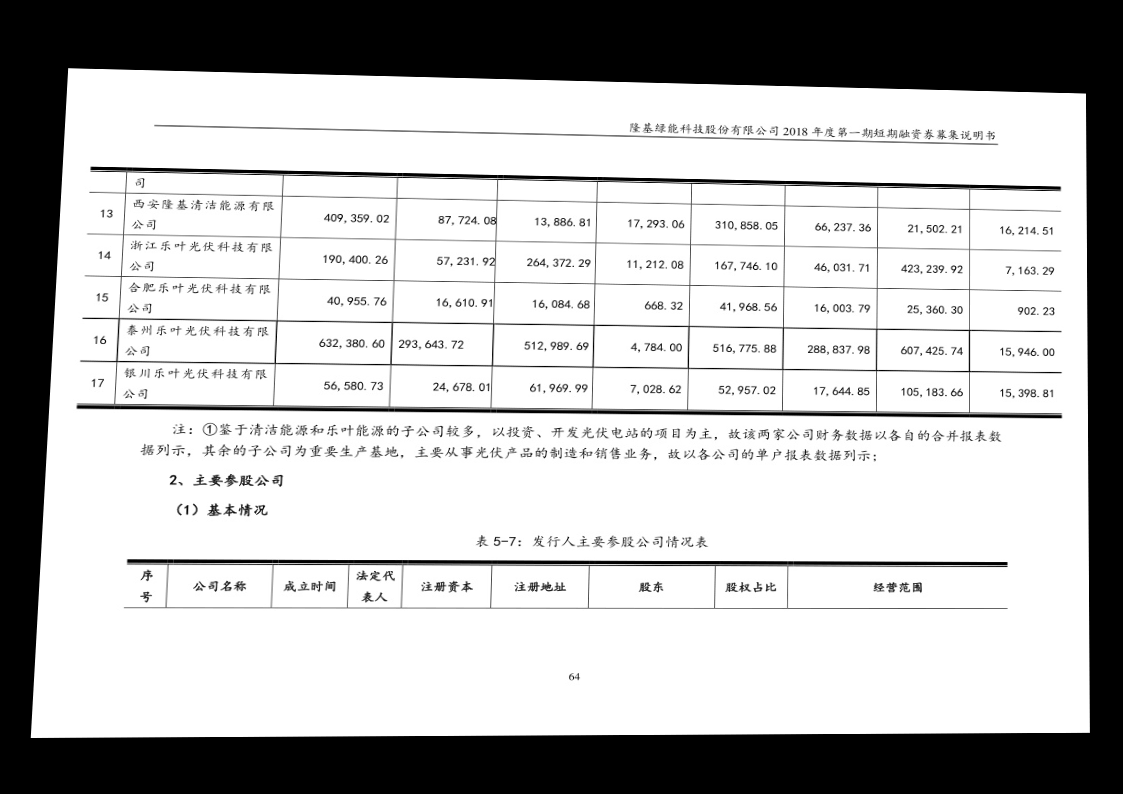 隆基绿能科技股份有限公司 2018 年度第一期短期融资券募集说明书
司
13 西安隆基清洁能源有限公司 409,359.02 87,724.08 13,886.81 17,293.06 310,858.05 66,237.36 21,502.21 16,214.51
14 浙江乐叶光伏科技有限公司 190,400.26 57,231.92 264,372.29 11,212.08 167,746.10 46,031.71 423,239.92 7,163.29
15 合肥乐叶光伏科技有限公司 40,955.76 16,610.91 16,084.68 668.32 41,968.56 16,003.79 25,360.30 902.23
16 泰州乐叶光伏科技有限公司 632,380.60 293,643.72 512,989.69 4,784.00 516,775.88 288,837.98 607,425.74 15,946.00
17 银川乐叶光伏科技有限公司 56,580.73 24,678.01 61,969.99 7,028.62 52,957.02 17,644.85 105,183.66 15,398.81
注：①鉴于清洁能源和乐叶能源的子公司较多，以投资、开发光伏电站的项目为主，故该两家公司财务数据以各自的合并报表数
据列示，其余的子公司为重要生产基地，主要从事光伏产品的制造和销售业务，故以各公司的单户报表数据列示；
2、主要参股公司
（1）基本情况
表 5-7：发行人主要参股公司情况表
序号 公司名称 成立时间 法定代表人 注册资本 注册地址 股东 股权占比 经营范围
64